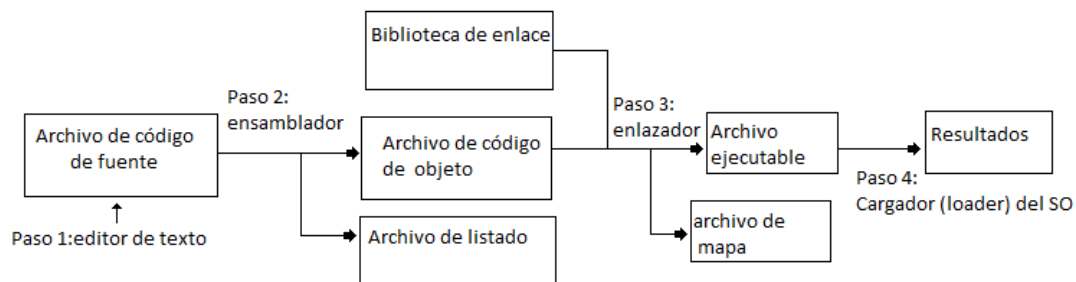 Biblioteca de enlace
Paso 2:
ensamblador
Paso 3:
enlazador
Archivo de código
de fuente
Archivo de código
de objeto
Archivo
ejecutable
Resultados
Paso 4:
Cargador (loader) del SO
Paso 1:editor de texto
Archivo de listado
archivo de
mapa